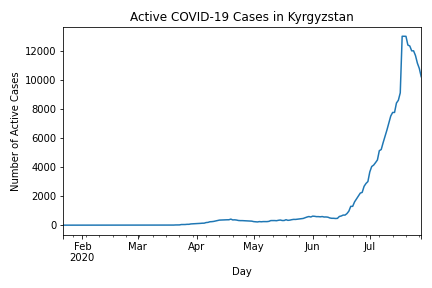 Active COVID-19 Cases in Kyrgyzstan
Number of Active Cases
12000
10000
8000
6000
4000
2000
0
Feb Mar Apr May Jun Jul
2020
Day